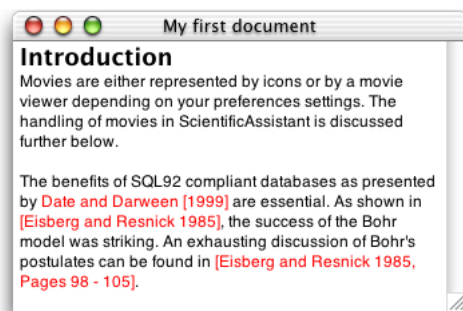 My first document
Introduction
Movies are either represented by icons or by a movie
viewer depending on your preferences settings. The
handling of movies in ScientificAssistant is discussed
further below.
The benefits of SQL92 compliant databases as presented
by Date and Darween [1999] are essential. As shown in
[Eisberg and Resnick 1985], the success of the Bohr
model was striking. An exhausting discussion of Bohr's
postulates can be found in [Eisberg and Resnick 1985,
Pages 98 - 105].